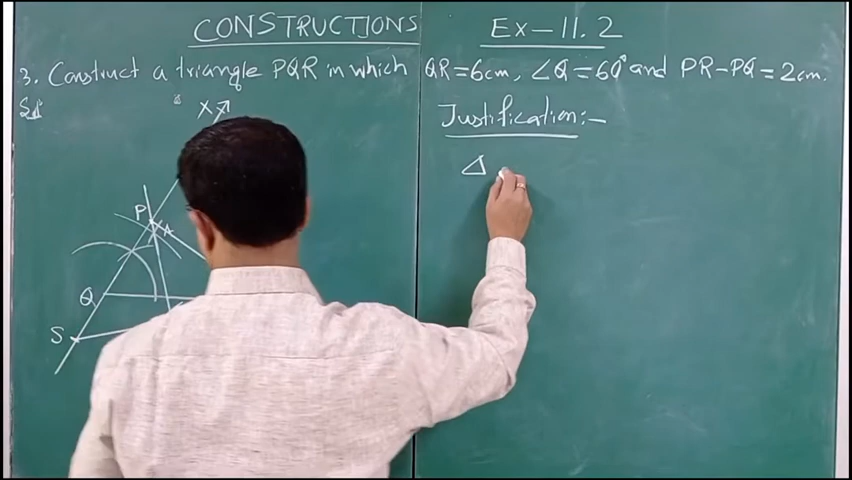 CONSTRUCTIONS Ex-11.2
3. Construct a triangle PQR in which QR=6cm, ∠Q=60° and PR-PQ=2cm.
Sol
X
Justification:-
Δ
P
A
Q
S